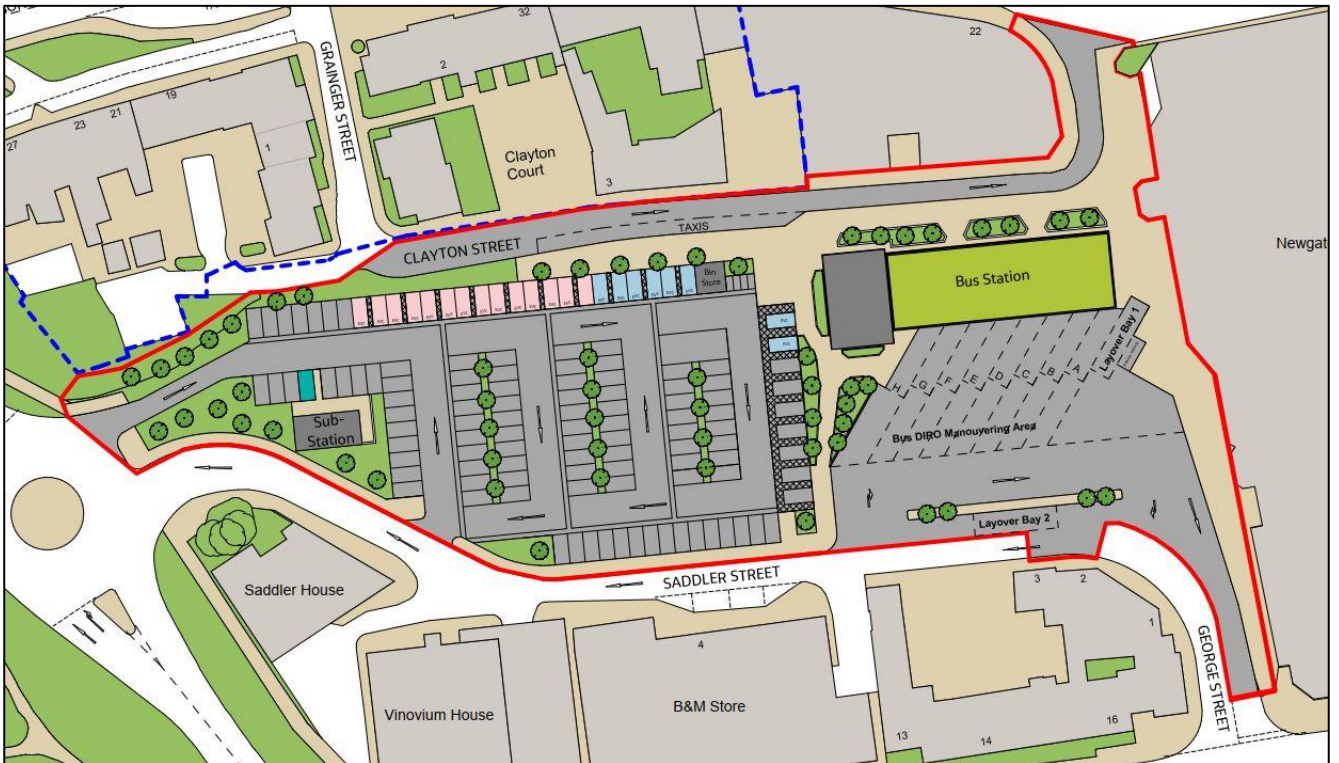 32
22
GRAINGER STREET
2
19
21
23
27
1
Clayton
Court
3
CLAYTON STREET
TAXIS
Newgat
Bin
Store
Bus Station
Layover Bay 1
H G F E D C B A
Sub-
Station
Bus DIRO Manouyering Area
Layover Bay 2
SADDLER STREET
Saddler House
3
2
1
4
GEORGE STREET
B&M Store
Vinovium House
16
13
14